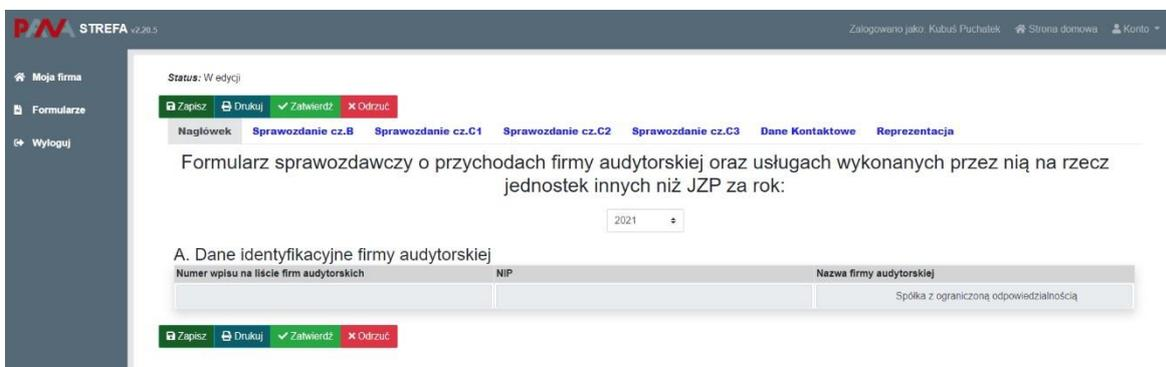 PANA STREFA v2.20.5
Zalogowano jako: Kubuś Puchatek Strona domowa Konto
Moja firma
Formularze
Wyloguj
Status: W edycji
Zapisz Drukuj Zatwierdź Odrzuć
Nagłówek Sprawozdanie cz.B Sprawozdanie cz.C1 Sprawozdanie cz.C2 Sprawozdanie cz.C3 Dane Kontaktowe Reprezentacja
Formularz sprawozdawczy o przychodach firmy audytorskiej oraz usługach wykonanych przez nią na rzecz
jednostek innych niż JZP za rok:
2021
A. Dane identyfikacyjne firmy audytorskiej
Numer wpisu na liście firm audytorskich NIP Nazwa firmy audytorskiej
Spółka z ograniczoną odpowiedzialnością
Zapisz Drukuj Zatwierdź Odrzuć